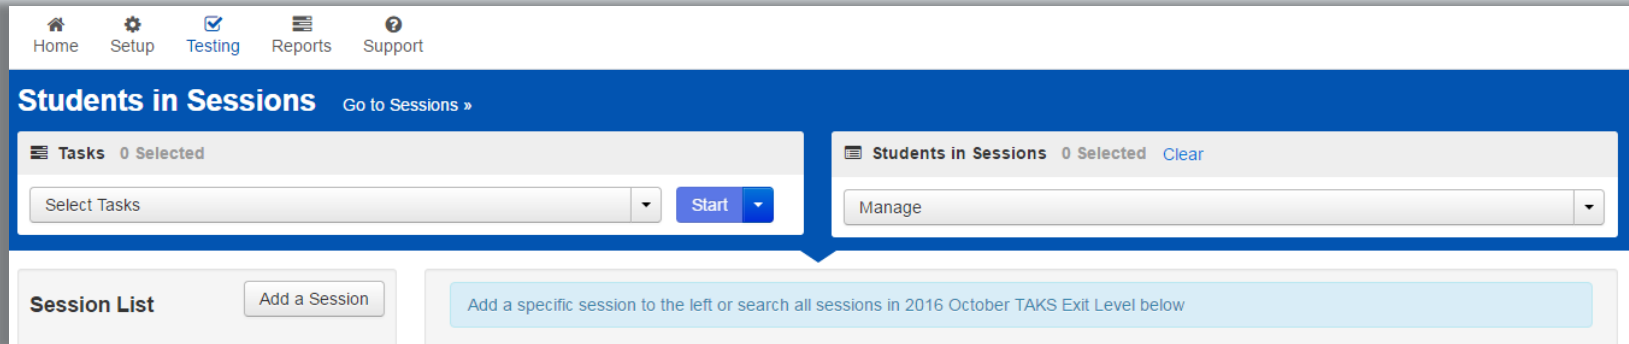 Home Setup Testing Reports Support
Students in Sessions Go to Sessions »
Tasks 0 Selected
Select Tasks Start
Students in Sessions 0 Selected Clear
Manage
Session List Add a Session
Add a specific session to the left or search all sessions in 2016 October TAKS Exit Level below